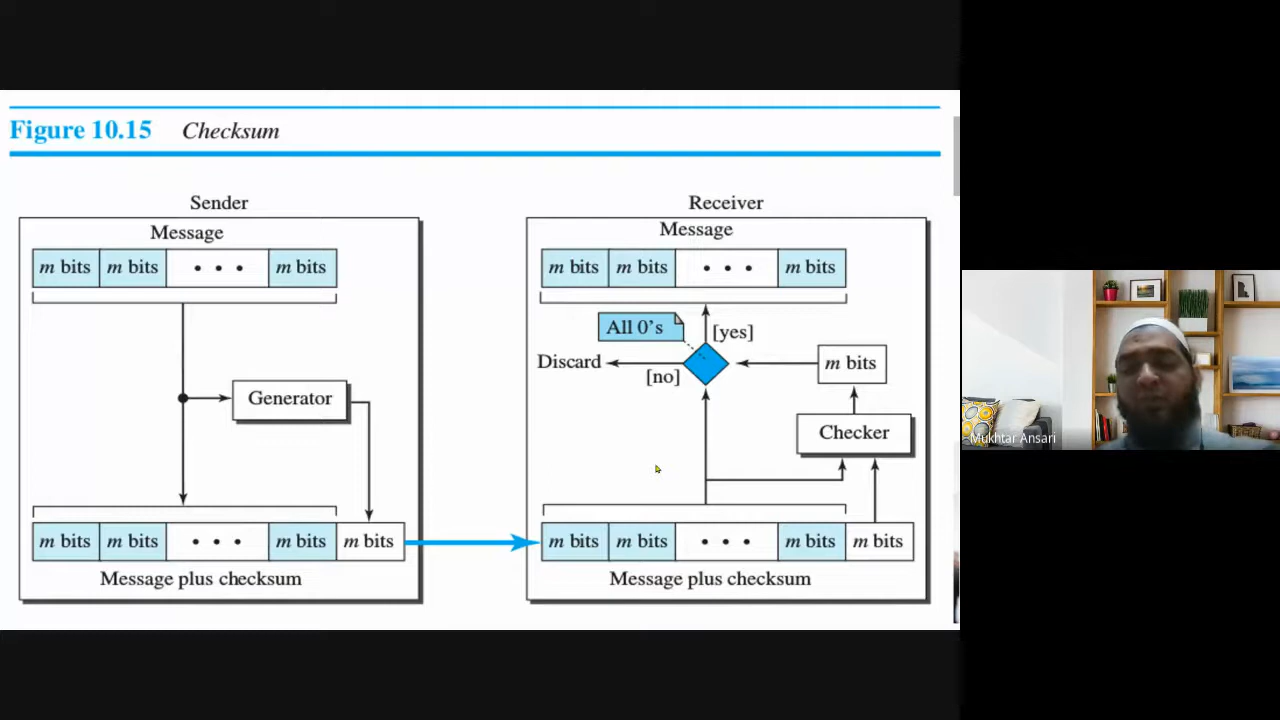 Figure 10.15 Checksum
Sender
Message
m bits m bits • • • m bits
Generator
m bits m bits • • • m bits m bits
Message plus checksum
Receiver
Message
m bits m bits • • • m bits
All 0's
[yes]
Discard
[no]
m bits
Checker
m bits m bits • • • m bits m bits
Message plus checksum
Mukhtar Ansari